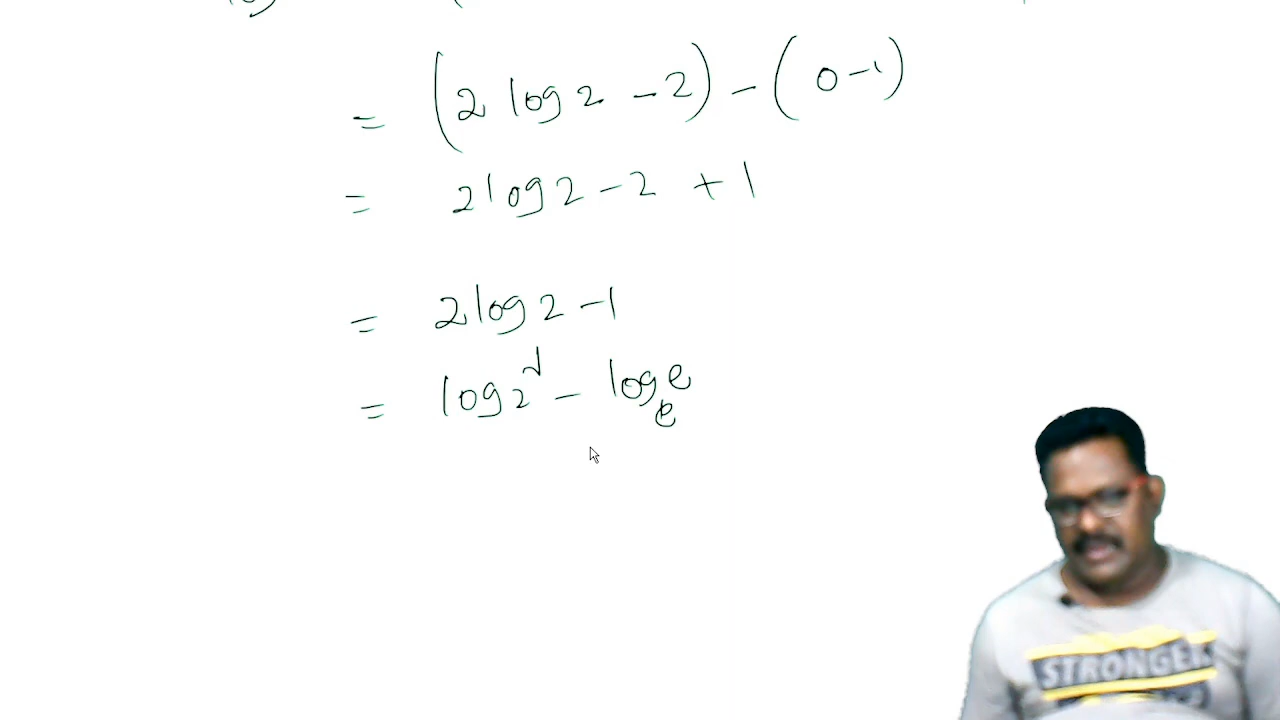 = (2 log 2 - 2) - (0 - 1)
= 2 log 2 - 2 + 1
= 2 log 2 - 1
= log 2² - logₑ e
STRONGER